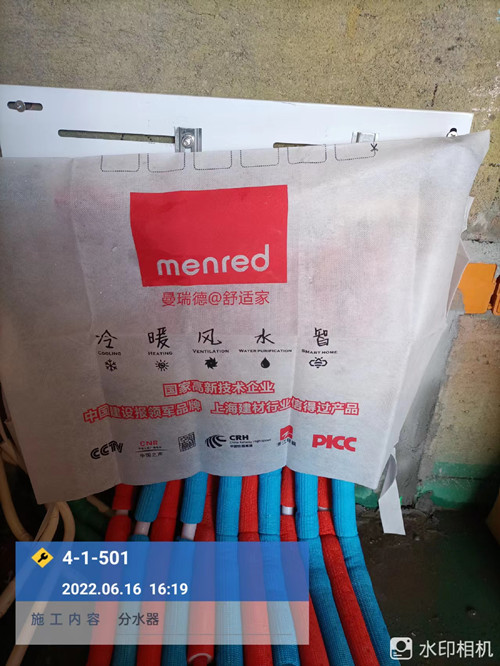 menred
曼瑞德@舒适家
冷 暖 风 水 智
COOLING HEATING VENTILATION WATER PURIFICATION SMART HOME
国家高新技术企业
中国建设报领军品牌 上海建材行业值得过产品
CCTV CNR CRH PICC
4-1-501
2022.06.16 16:19
施工内容 分水器
水印相机